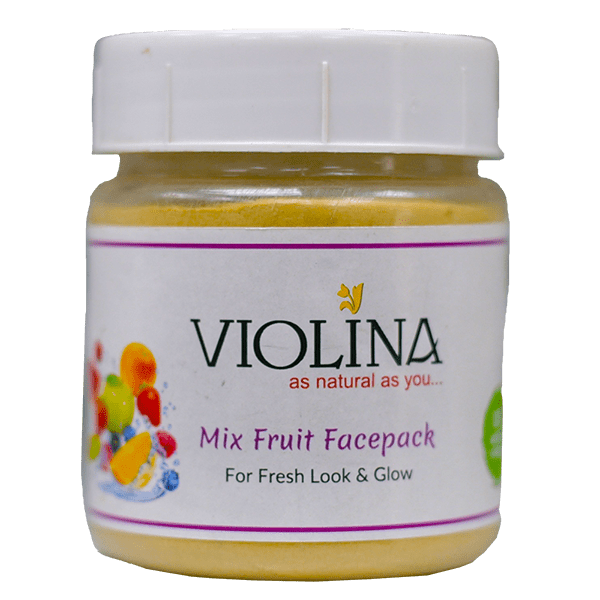 VIOLINA
as natural as you...
Mix Fruit Facepack
For Fresh Look & Glow